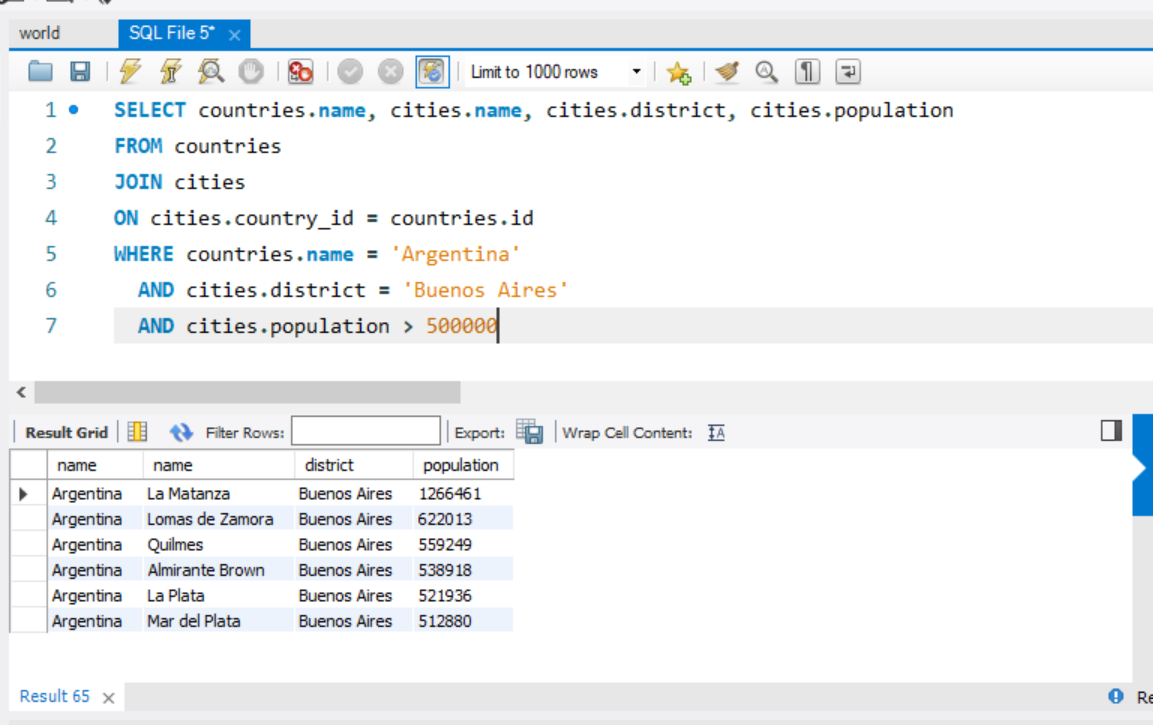 world SQL File 5* ×
Limit to 1000 rows
1 SELECT countries.name, cities.name, cities.district, cities.population
2 FROM countries
3 JOIN cities
4 ON cities.country_id = countries.id
5 WHERE countries.name = 'Argentina'
6 AND cities.district = 'Buenos Aires'
7 AND cities.population > 500000
Result Grid Filter Rows: Export: Wrap Cell Content: IA
name name district population
Argentina La Matanza Buenos Aires 1266461
Argentina Lomas de Zamora Buenos Aires 622013
Argentina Quilmes Buenos Aires 559249
Argentina Almirante Brown Buenos Aires 538918
Argentina La Plata Buenos Aires 521936
Argentina Mar del Plata Buenos Aires 512880
Result 65 × Re